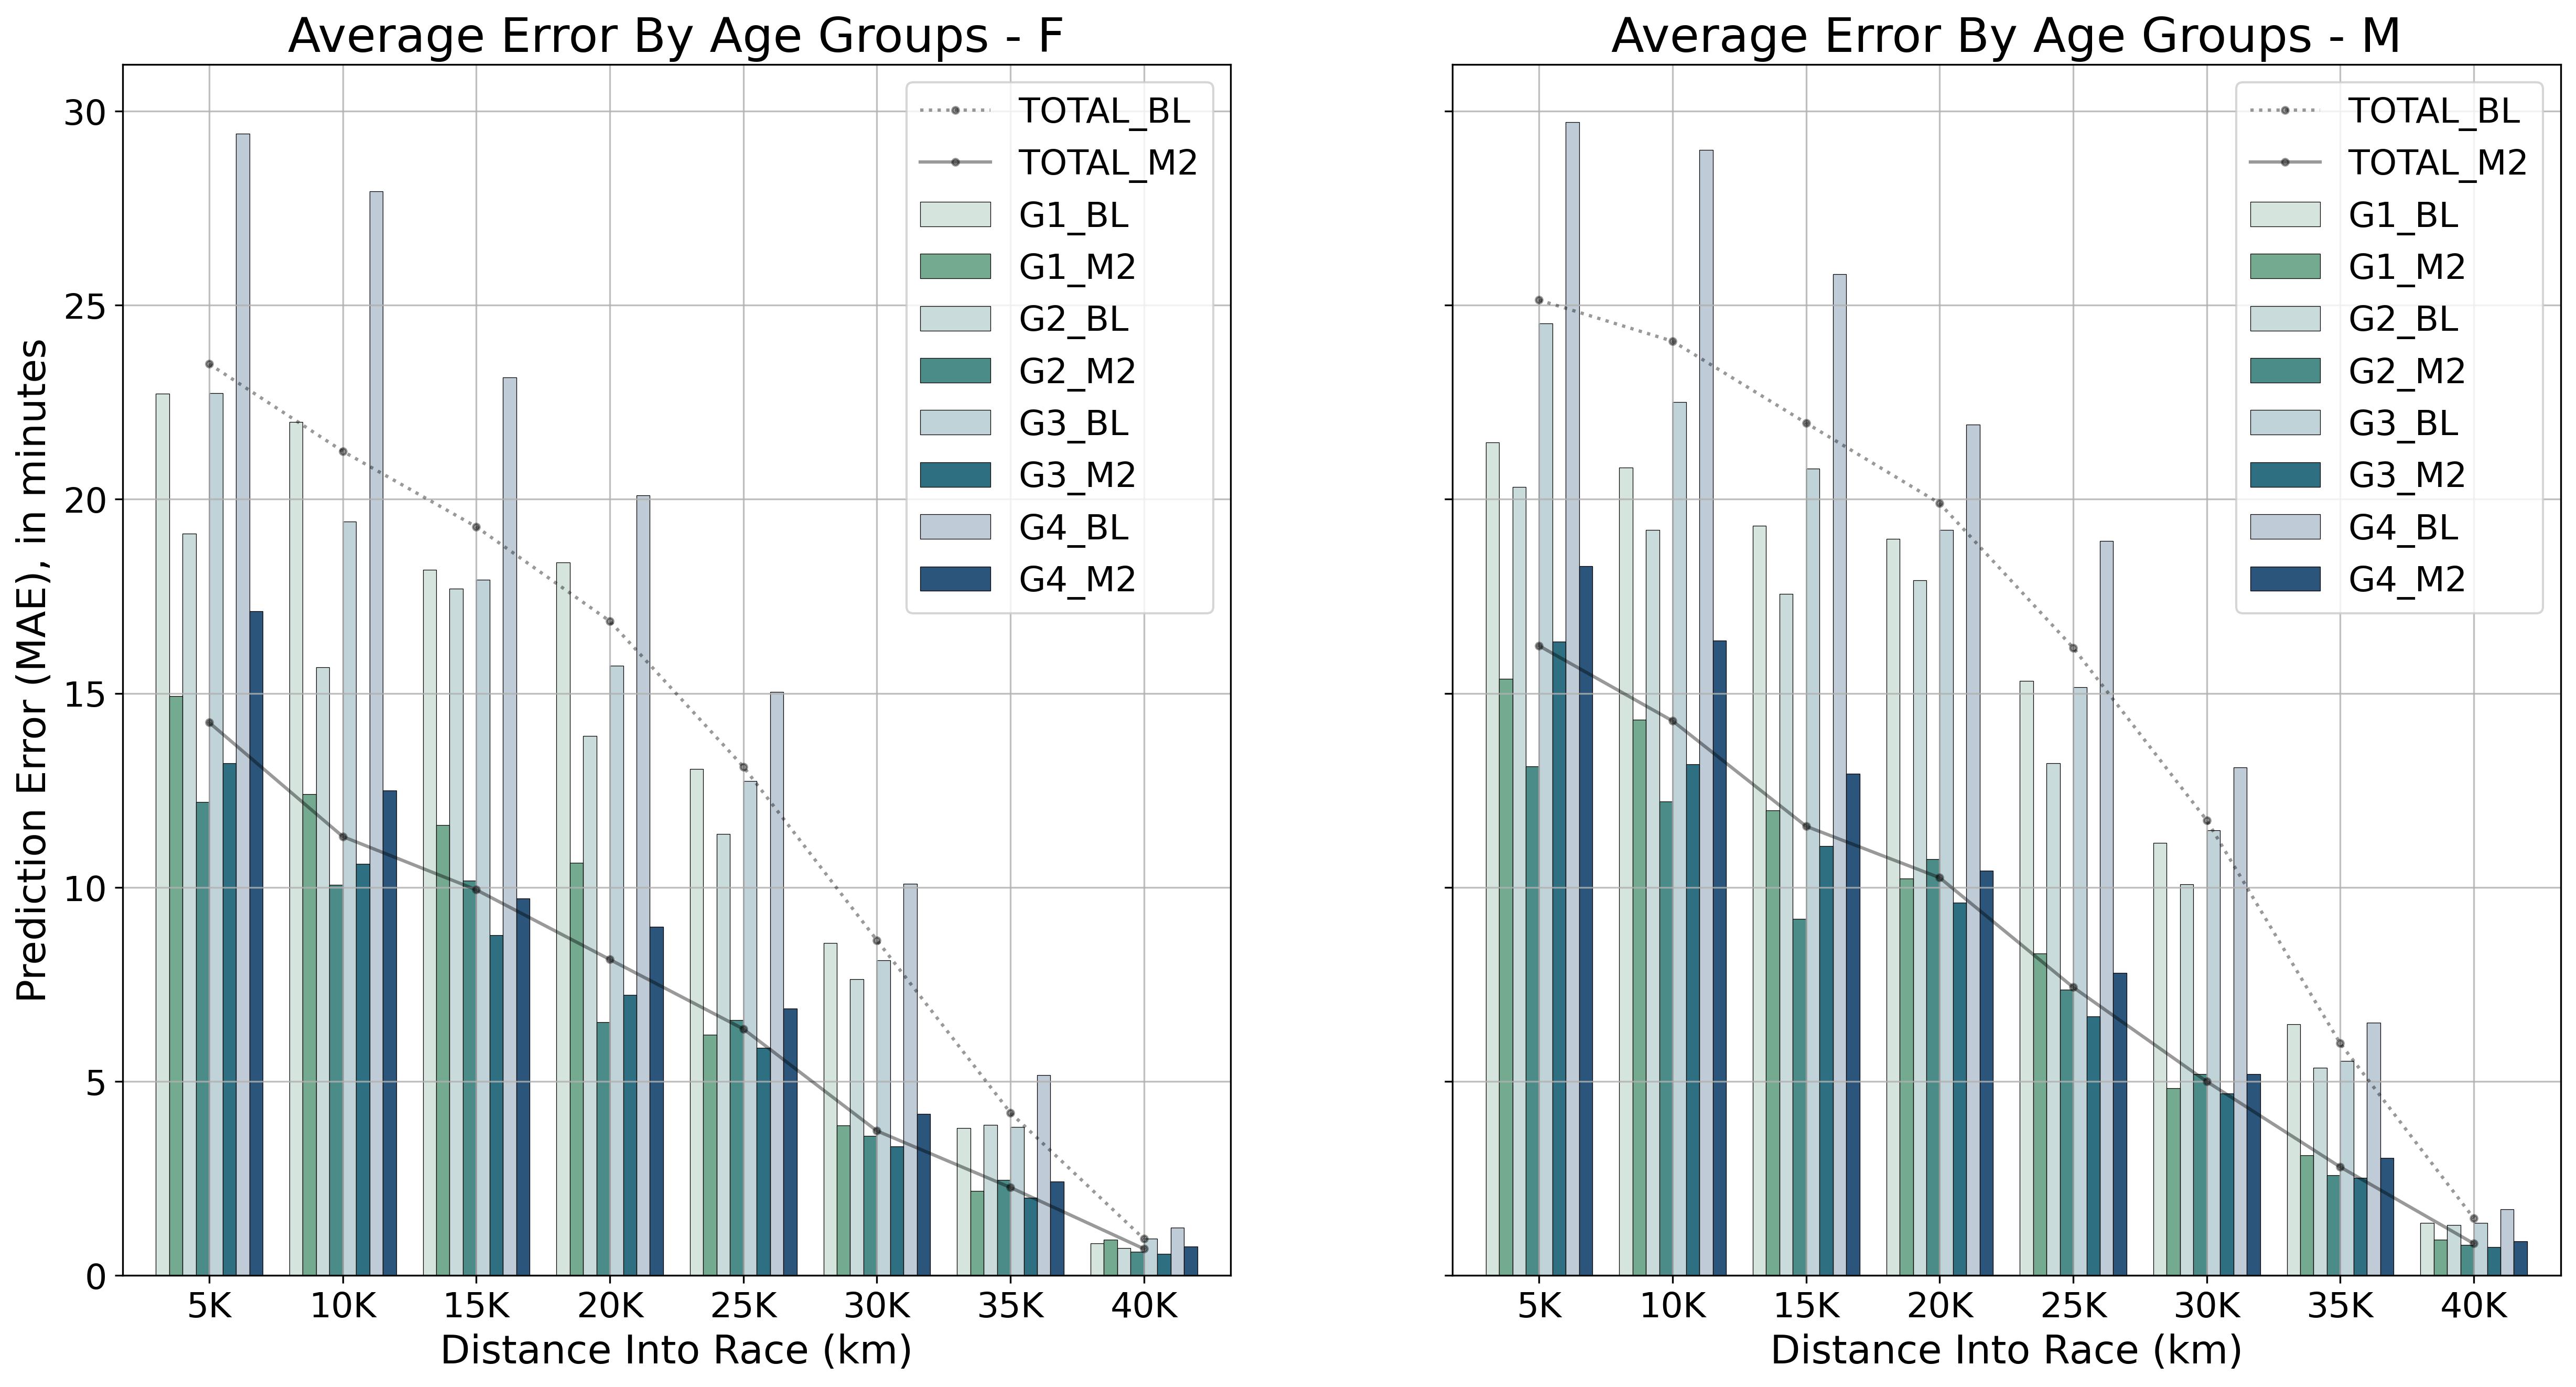 Average Error By Age Groups - F
Prediction Error (MAE), in minutes
30
25
20
15
10
5
0
TOTAL_BL
TOTAL_M2
G1_BL
G1_M2
G2_BL
G2_M2
G3_BL
G3_M2
G4_BL
G4_M2
5K 10K 15K 20K 25K 30K 35K 40K
Distance Into Race (km)
Average Error By Age Groups - M
TOTAL_BL
TOTAL_M2
G1_BL
G1_M2
G2_BL
G2_M2
G3_BL
G3_M2
G4_BL
G4_M2
5K 10K 15K 20K 25K 30K 35K 40K
Distance Into Race (km)